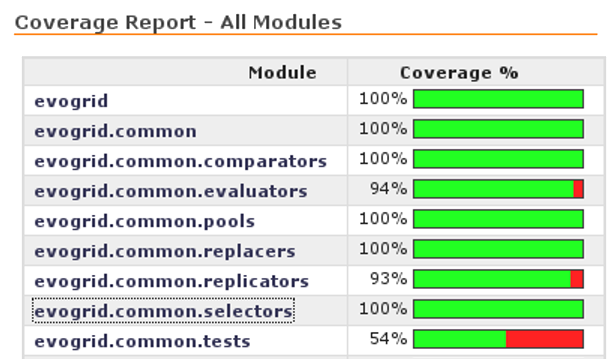 Coverage Report - All Modules
Module Coverage %
evogrid 100%
evogrid.common 100%
evogrid.common.comparators 100%
evogrid.common.evaluators 94%
evogrid.common.pools 100%
evogrid.common.replacers 100%
evogrid.common.replicators 93%
evogrid.common.selectors 100%
evogrid.common.tests 54%